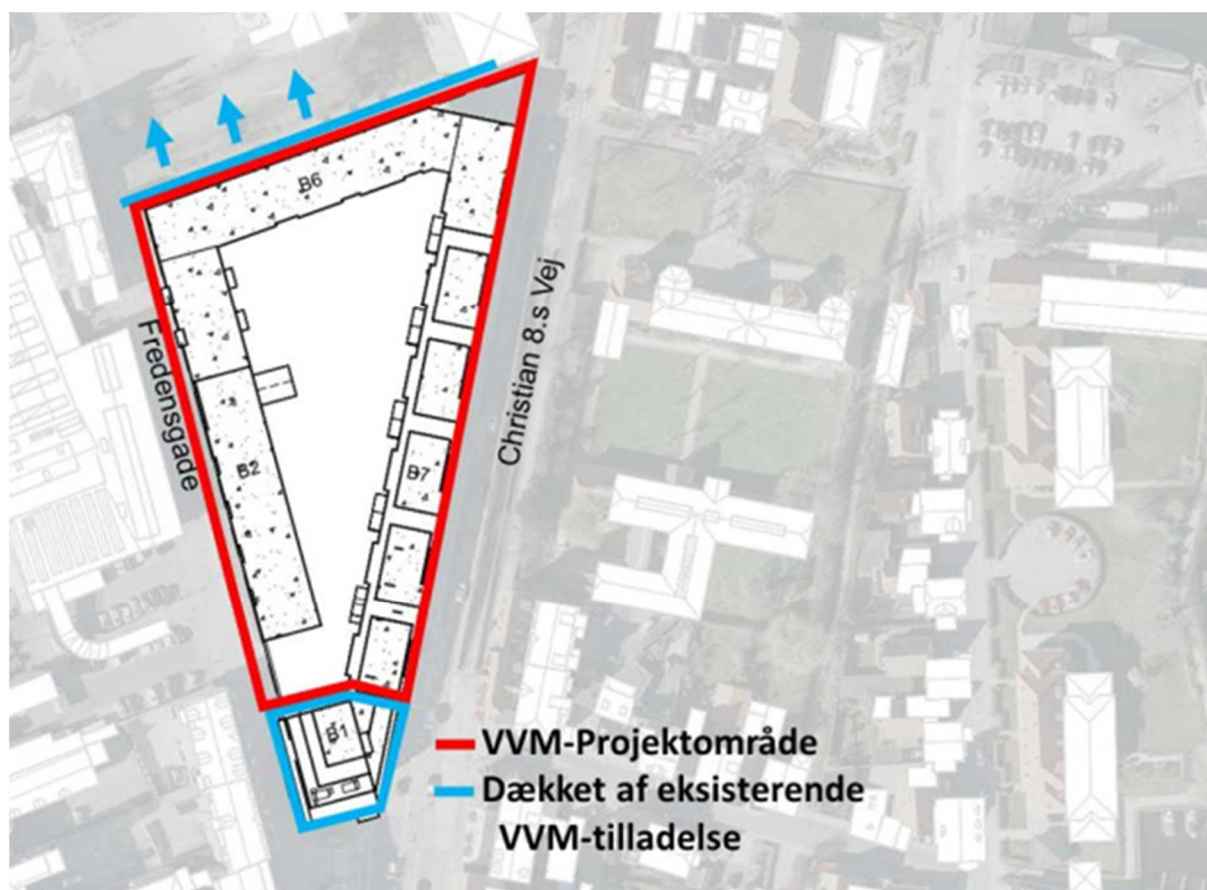 B6
Fredensgade
Christian 8.s Vej
B2
B7
B1
VVM-Projektområde
Dækket af eksisterende
VVM-tilladelse